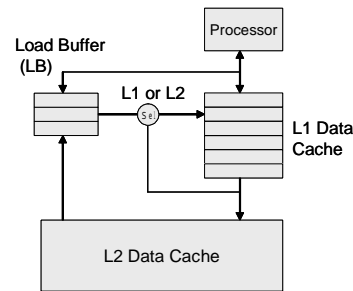 Processor
Load Buffer
(LB)
L1 or L2
Sel
L1 Data
Cache
L2 Data Cache